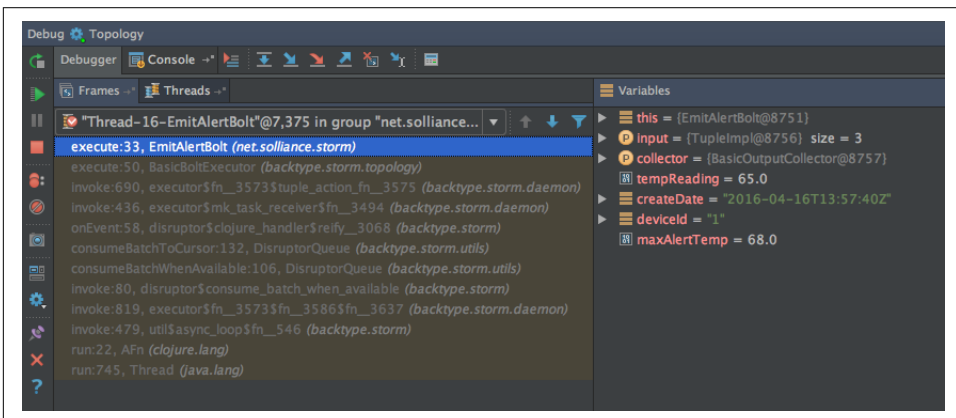 Debug Topology
Debugger Console
Frames Threads
"Thread-16-EmitAlertBolt"@7,375 in group "net.solliance...
execute:33, EmitAlertBolt (net.solliance.storm)
execute:50, BasicBoltExecutor (backtype.storm.topology)
invoke:690, executor$fn__3573$tuple_action_fn__3575 (backtype.storm.daemon)
invoke:436, executor$mk_task_receiver$fn__3494 (backtype.storm.daemon)
onEvent:58, disruptor$clojure_handler$reify__3068 (backtype.storm)
consumeBatchToCursor:132, DisruptorQueue (backtype.storm.utils)
consumeBatchWhenAvailable:106, DisruptorQueue (backtype.storm.utils)
invoke:80, disruptor$consume_batch_when_available (backtype.storm)
invoke:819, executor$fn__3573$fn__3586$fn__3637 (backtype.storm.daemon)
invoke:479, util$async_loop$fn__546 (backtype.storm)
run:22, AFn (clojure.lang)
run:745, Thread (java.lang)
Variables
this = {EmitAlertBolt@8751}
input = {TupleImpl@8756} size = 3
collector = {BasicOutputCollector@8757}
tempReading = 65.0
createDate = "2016-04-16T13:57:40Z"
deviceId = "1"
maxAlertTemp = 68.0